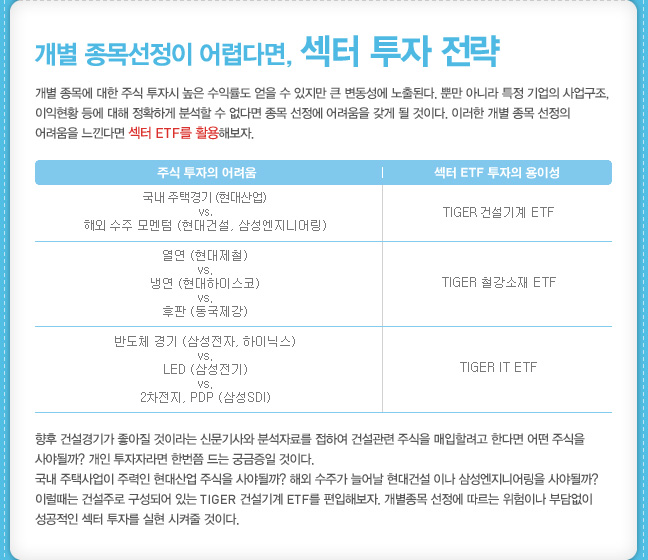 개별 종목선정이 어렵다면, 섹터 투자 전략
개별 종목에 대한 주식 투자시 높은 수익률도 얻을 수 있지만 큰 변동성에 노출된다. 뿐만 아니라 특정 기업의 사업구조,
이익현황 등에 대해 정확하게 분석할 수 없다면 종목 선정에 어려움을 갖게 될 것이다. 이러한 개별 종목 선정의
어려움을 느낀다면 섹터 ETF를 활용해보자.
주식 투자의 어려움
섹터 ETF 투자의 용이성
국내 주택경기 (현대산업)
vs.
해외 수주 모멘텀 (현대건설, 삼성엔지니어링)
TIGER 건설기계 ETF
열연 (현대제철)
vs.
냉연 (현대하이스코)
vs.
후판 (동국제강)
TIGER 철강소재 ETF
반도체 경기 (삼성전자, 하이닉스)
vs.
LED (삼성전기)
vs.
2차전지, PDP (삼성SDI)
TIGER IT ETF
향후 건설경기가 좋아질 것이라는 신문기사와 분석자료를 접하여 건설관련 주식을 매입할려고 한다면 어떤 주식을
사야될까? 개인 투자자라면 한번쯤 드는 궁금증일 것이다.
국내 주택사업이 주력인 현대산업 주식을 사야될까? 해외 수주가 늘어날 현대건설 이나 삼성엔지니어링을 사야될까?
이럴때는 건설주로 구성되어 있는 TIGER 건설기계 ETF를 편입해보자. 개별종목 선정에 따르는 위험이나 부담없이
성공적인 섹터 투자를 실현 시켜줄 것이다.